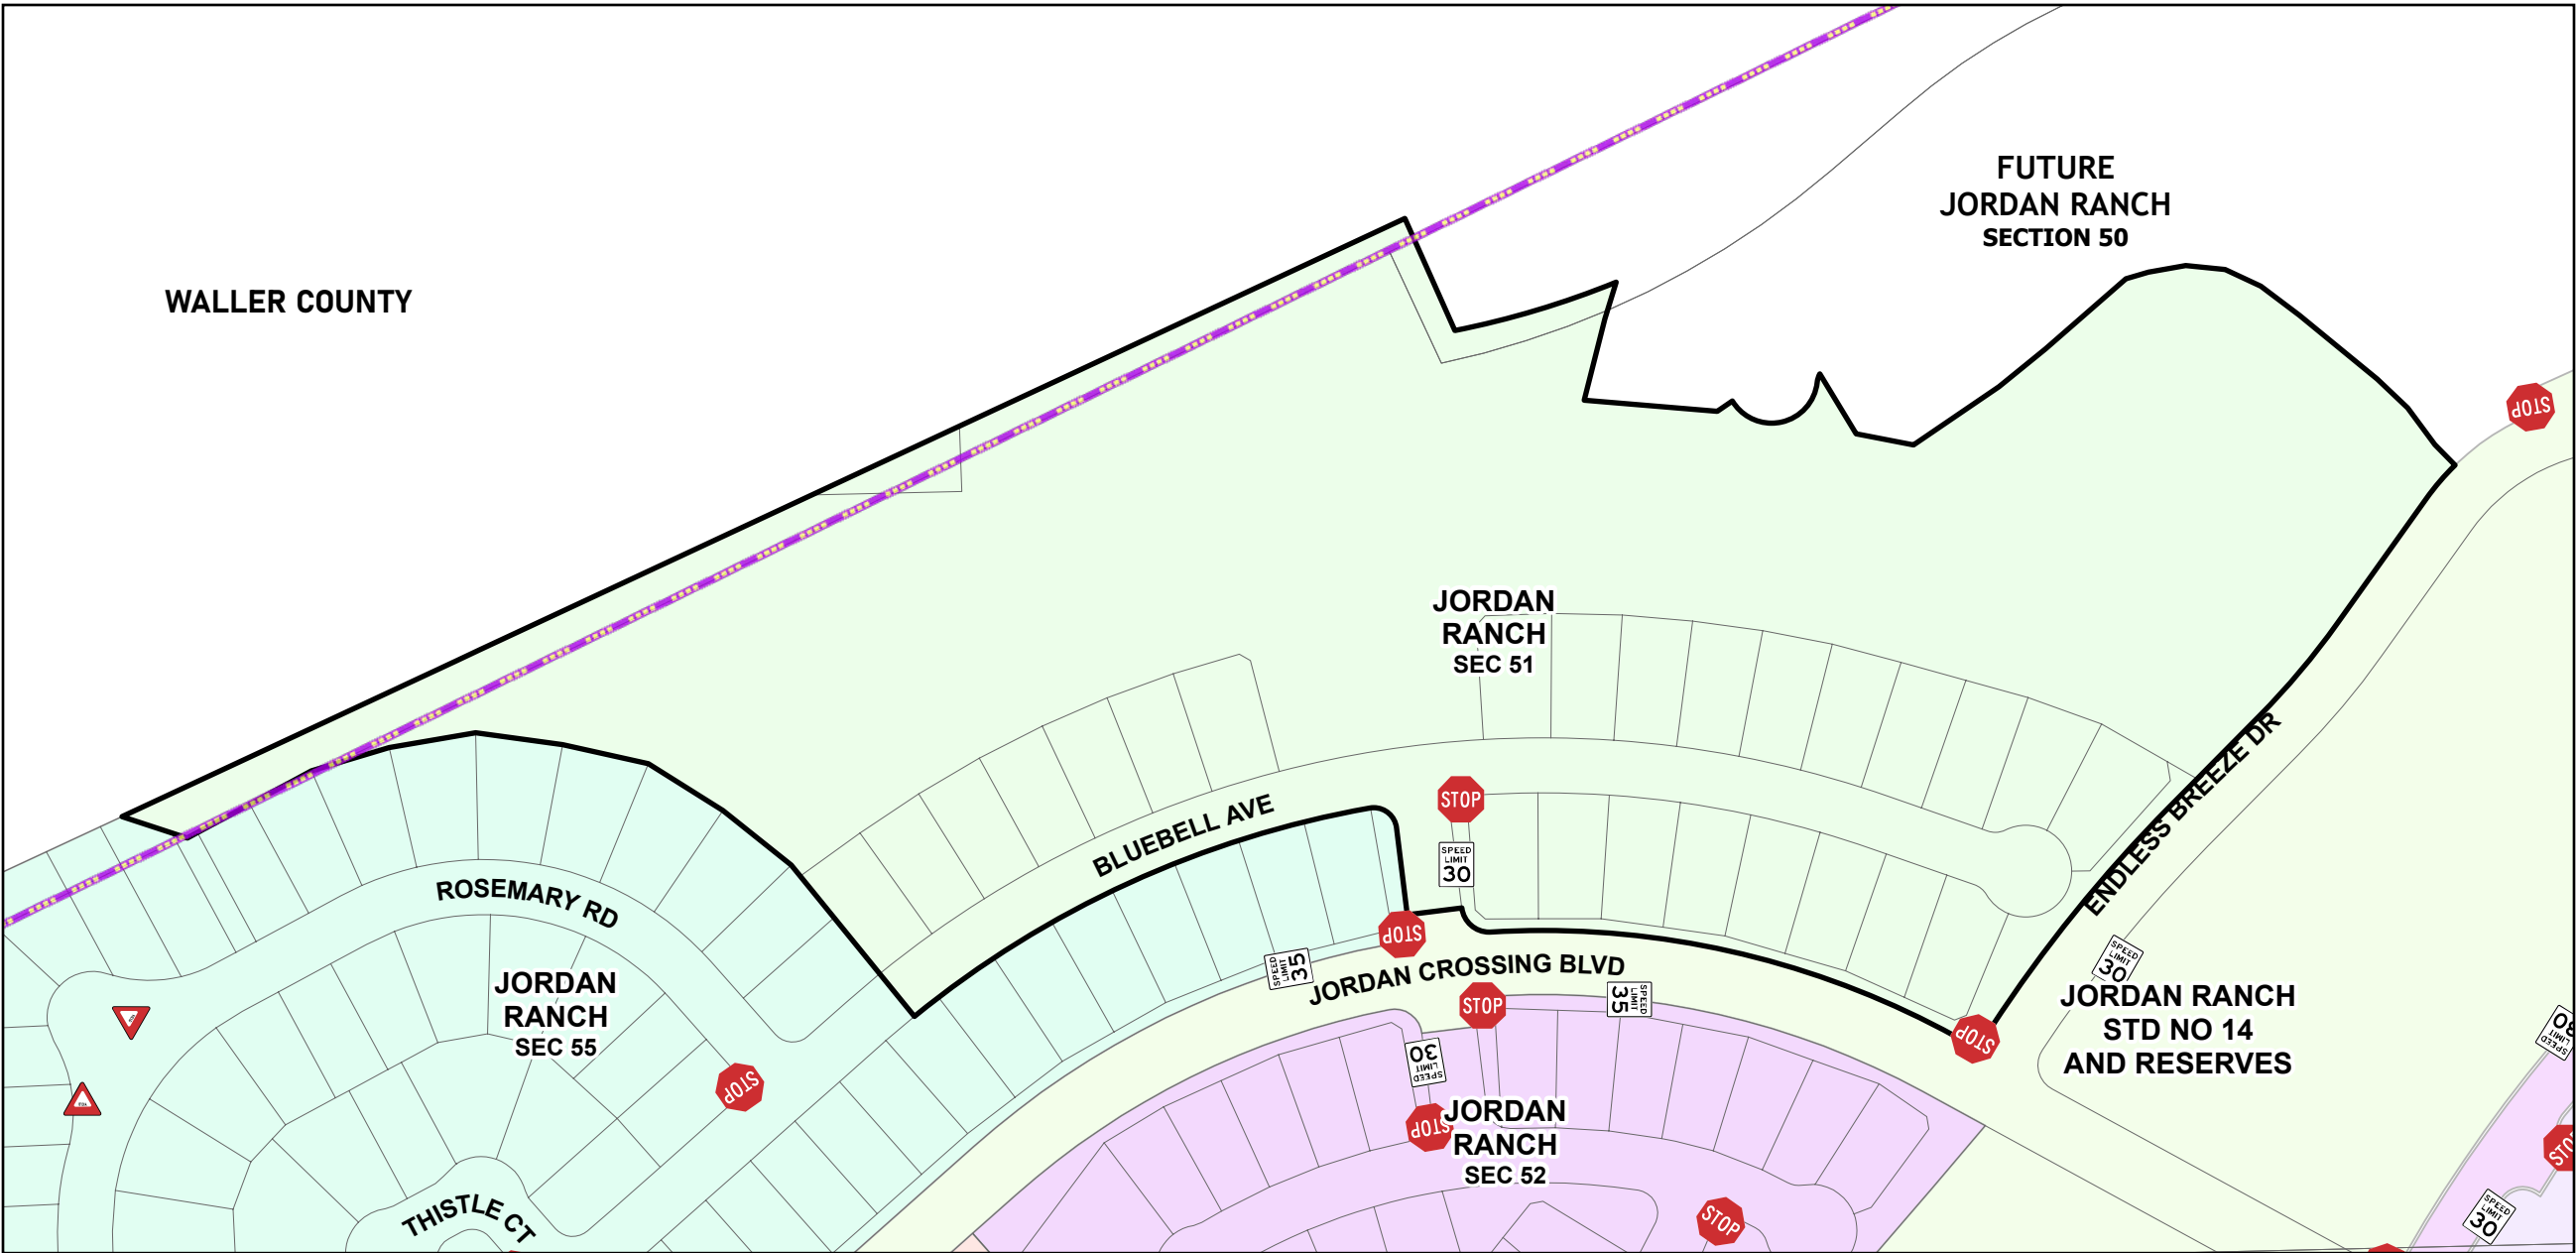 FUTURE
JORDAN RANCH
SECTION 50
WALLER COUNTY
STOP
JORDAN
RANCH
SEC 51
STOP
BLUEBELL AVE
SPEED
LIMIT
30
ENDLESS BREEZE DR
ROSEMARY RD
STOP
SPEED
LIMIT
35
JORDAN CROSSING BLVD
SPEED
LIMIT
30
JORDAN
RANCH
SEC 55
STOP
SPEED
LIMIT
35
STOP
JORDAN RANCH
STD NO 14
AND RESERVES
SPEED
LIMIT
30
SPEED
LIMIT
STOP
STOP
JORDAN
RANCH
SEC 52
THISTLE CT
STOP
SPEED
LIMIT
30